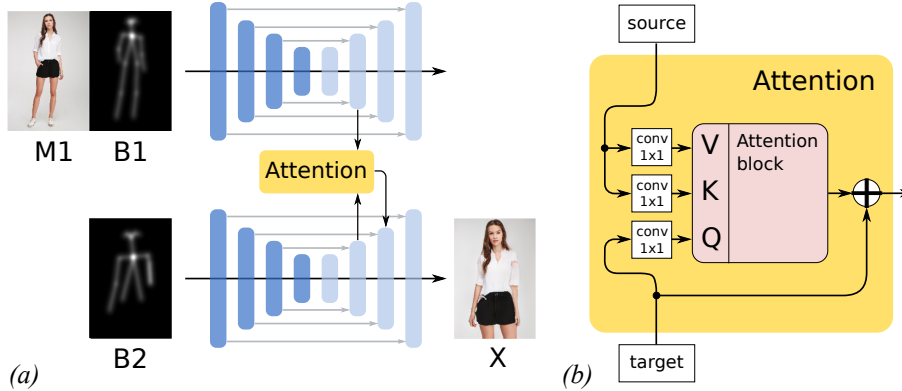 M1
B1
Attention
B2
X
(a)
source
Attention
conv
1x1
V
Attention
block
conv
1x1
K
conv
1x1
Q
target
(b)